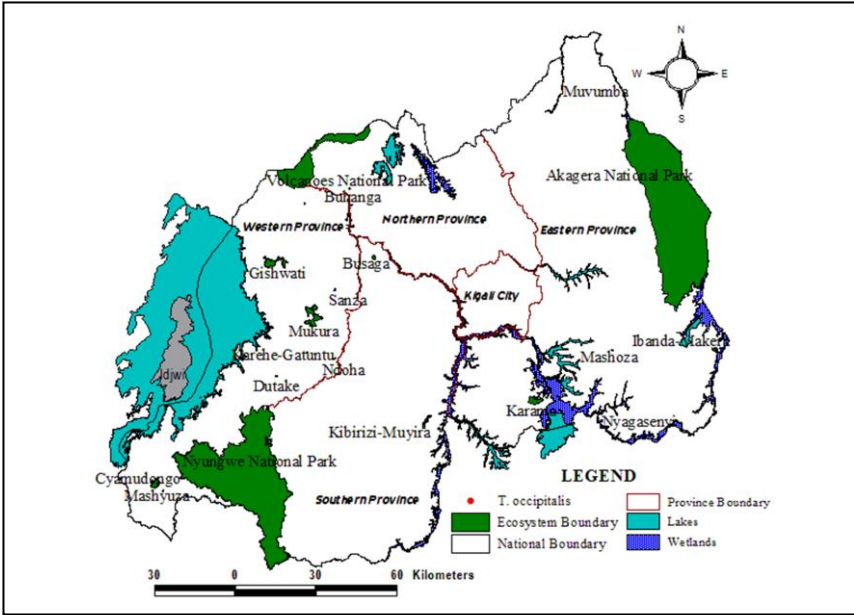 N
W E
S
Muvumba
Akagera National Park
Volcanoes National Park
Buhanga
Northern Province
Western Province
Eastern Province
Busaga
Gishwati
Kigali City
Sanza
Mukura
Ibanda-Makera
Karehe-Gattuntu
Mashoza
Ndoha
Idjwi
Dutake
Karama
Nyagasenyi
Kibirizi-Muyira
Nyungwe National Park
Cyamudongo
Mashyuza
Southern Province
LEGEND
T. occipitalis
Province Boundary
Ecosystem Boundary
Lakes
National Boundary
Wetlands
30 0 30 60 Kilometers